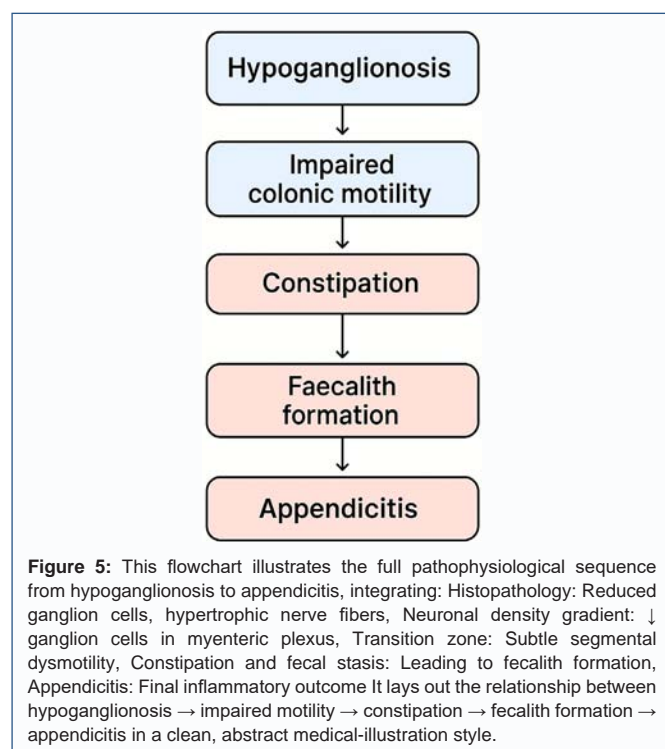 Hypoganglionosis
Impaired
colonic motility
Constipation
Faecalith
formation
Appendicitis
Figure 5: This flowchart illustrates the full pathophysiological sequence
from hypoganglionosis to appendicitis, integrating: Histopathology: Reduced
ganglion cells, hypertrophic nerve fibers, Neuronal density gradient: ↓
ganglion cells in myenteric plexus, Transition zone: Subtle segmental
dysmotility, Constipation and fecal stasis: Leading to fecalith formation,
Appendicitis: Final inflammatory outcome It lays out the relationship between
hypoganglionosis → impaired motility → constipation → fecalith formation →
appendicitis in a clean, abstract medical-illustration style.